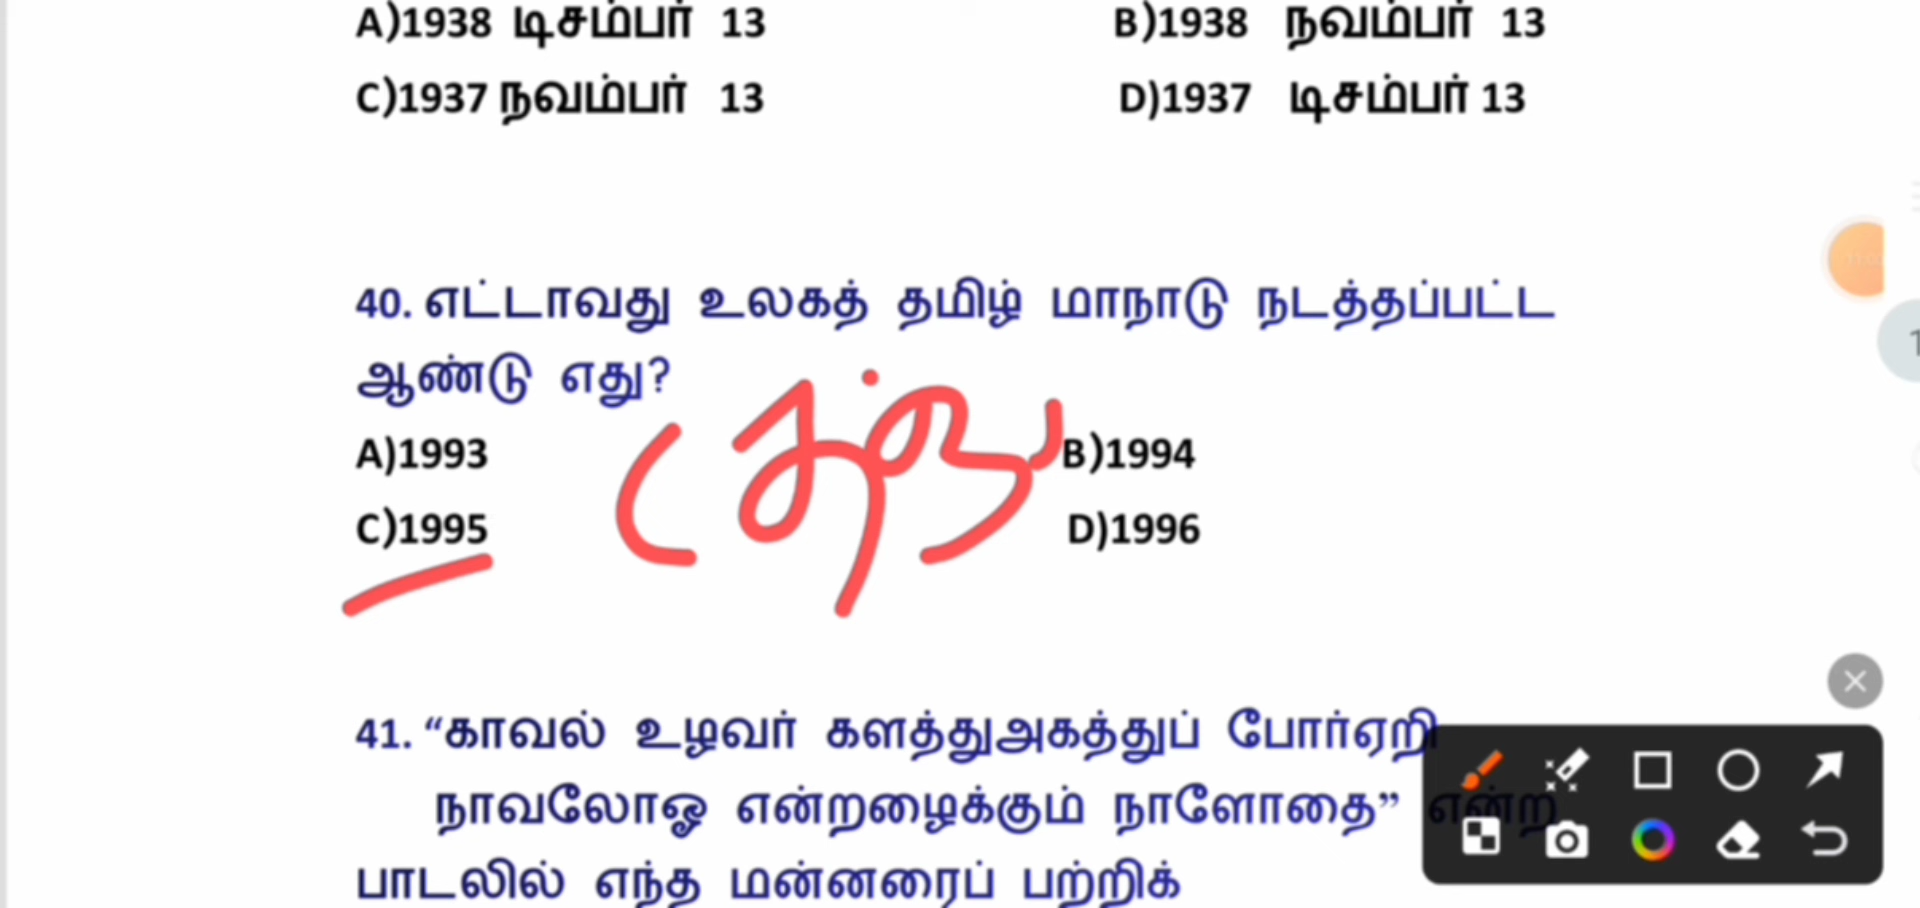 A)1938 டிசம்பர் 13
B)1938 நவம்பர் 13
C)1937 நவம்பர் 13
D)1937 டிசம்பர் 13
40. எட்டாவது உலகத் தமிழ் மாநாடு நடத்தப்பட்ட
ஆண்டு எது?
A)1993
B)1994
C)1995
D)1996
41. “காவல் உழவர் களத்துஅகத்துப் போர்ஏறி
நாவலோஓ என்றழைக்கும் நாளோதை” என்ற
பாடலில் எந்த மன்னரைப் பற்றிக்